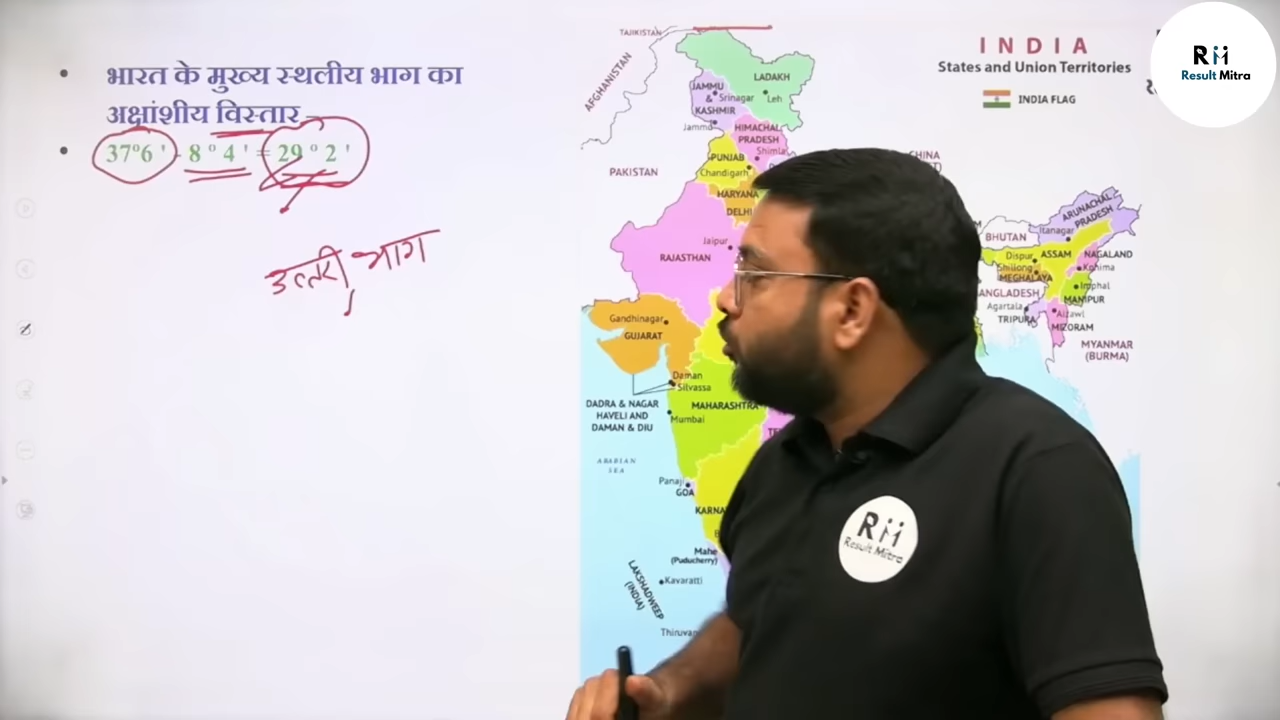 भारत के मुख्य स्थलीय भाग का
अक्षांशीय विस्तार –
37°6 ' - 8 ° 4 ' = 29 ° 2 '
उत्तरी भाग
INDIA
States and Union Territories
INDIA FLAG
R
Result Mitra
TAJIKISTAN
AFGHANISTAN
LADAKH
Leh
JAMMU
&
KASHMIR
Srinagar
Jammu
HIMACHAL
PRADESH
Shimla
PUNJAB
Chandigarh
PAKISTAN
HARYANA
DELHI
CHINA
Jaipur
RAJASTHAN
ARUNACHAL
PRADESH
Itanagar
BHUTAN
Dispur
ASSAM
NAGALAND
Shillong
Kohima
MEGHALAYA
Imphal
MANIPUR
ANGLADESH
Agartala
Aizawl
TRIPURA
MIZORAM
MYANMAR
(BURMA)
Gandhinagar
GUJARAT
Daman
Silvassa
DADRA & NAGAR
HAVELI AND
DAMAN & DIU
MAHARASHTRA
Mumbai
ARABIAN
SEA
Panaji
GOA
KARNA
Mahe
(Puducherry)
LAKSHADWEEP
(INDIA)
Kavaratti
Thiruvan
R
Result Mitra